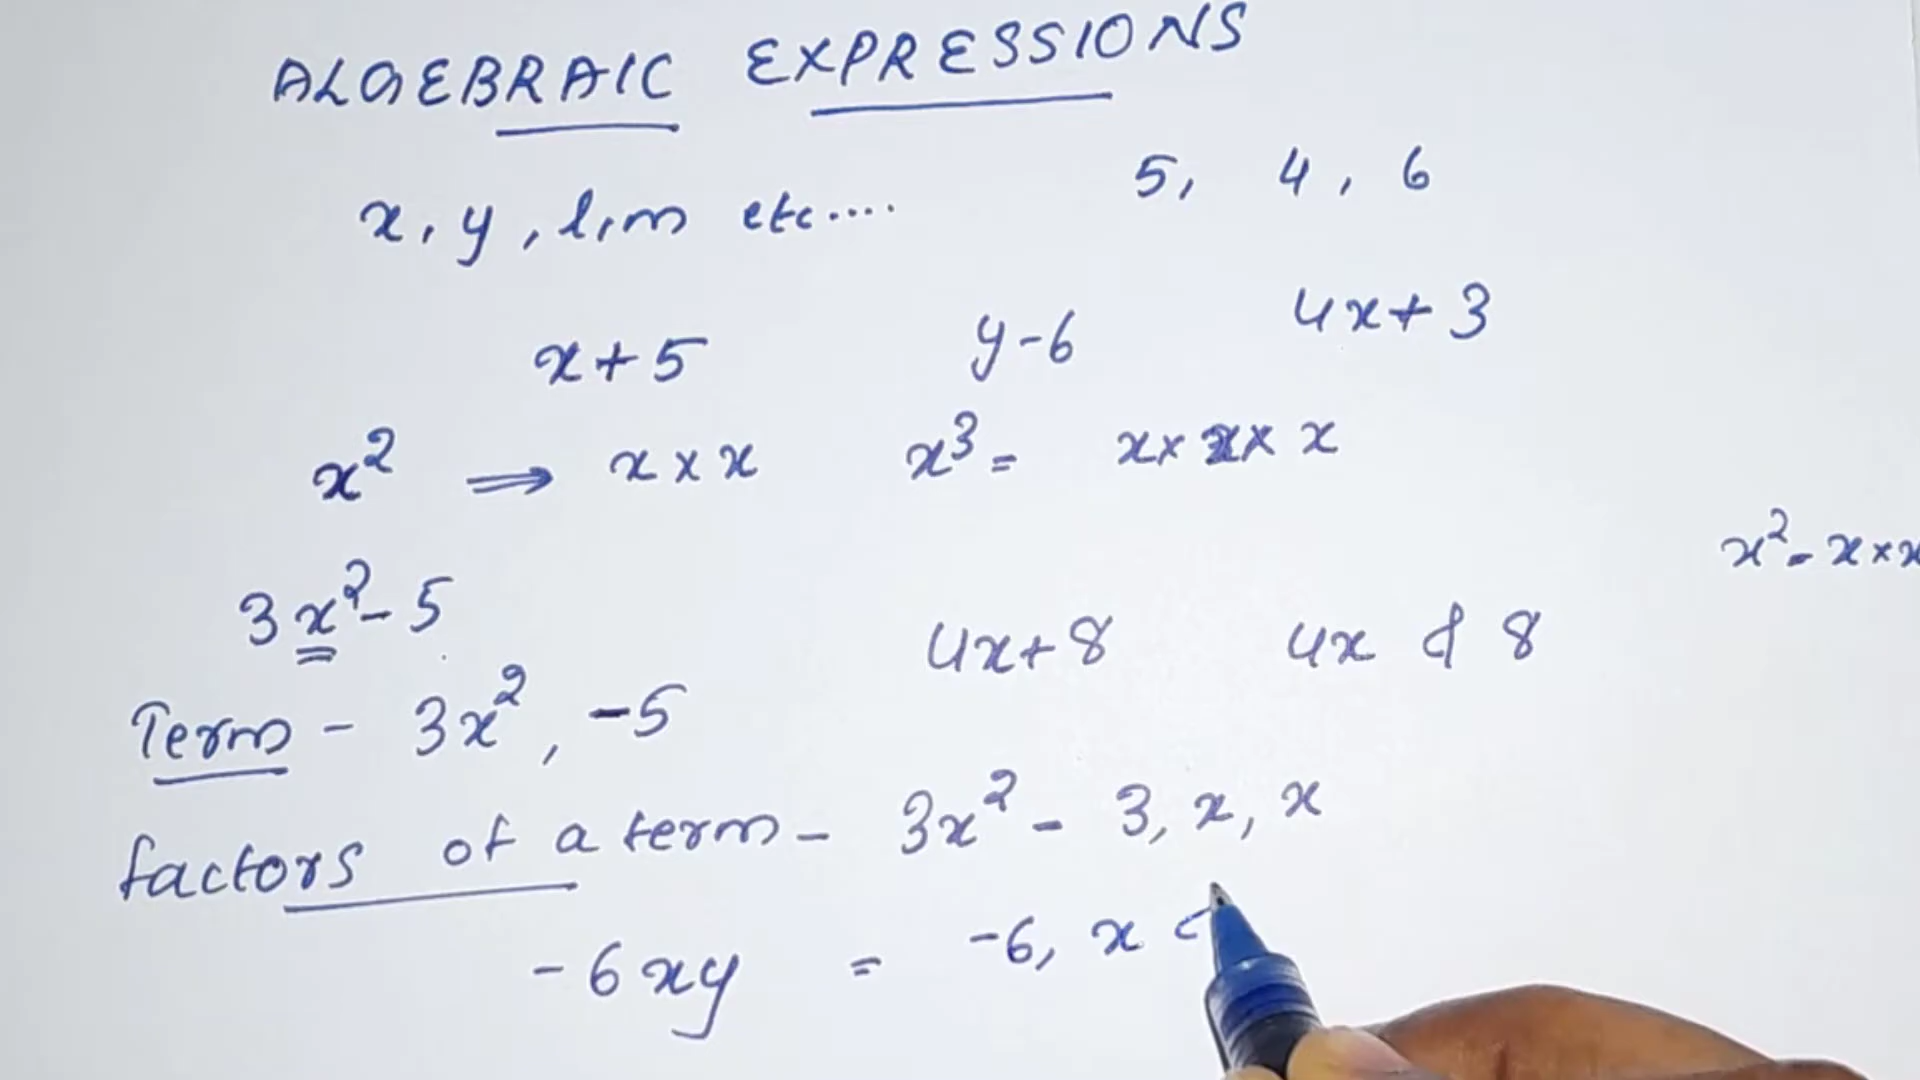 ALGEBRAIC EXPRESSIONS
x, y, l, m etc....
5, 4, 6
x+5 y-6 4x+3
x² ⟹ x × x x³ = x × x × x
x² = x × x
3x² - 5
4x+8 4x & 8
Term - 3x², -5
factors of a term - 3x² - 3, x, x
-6xy = -6, x